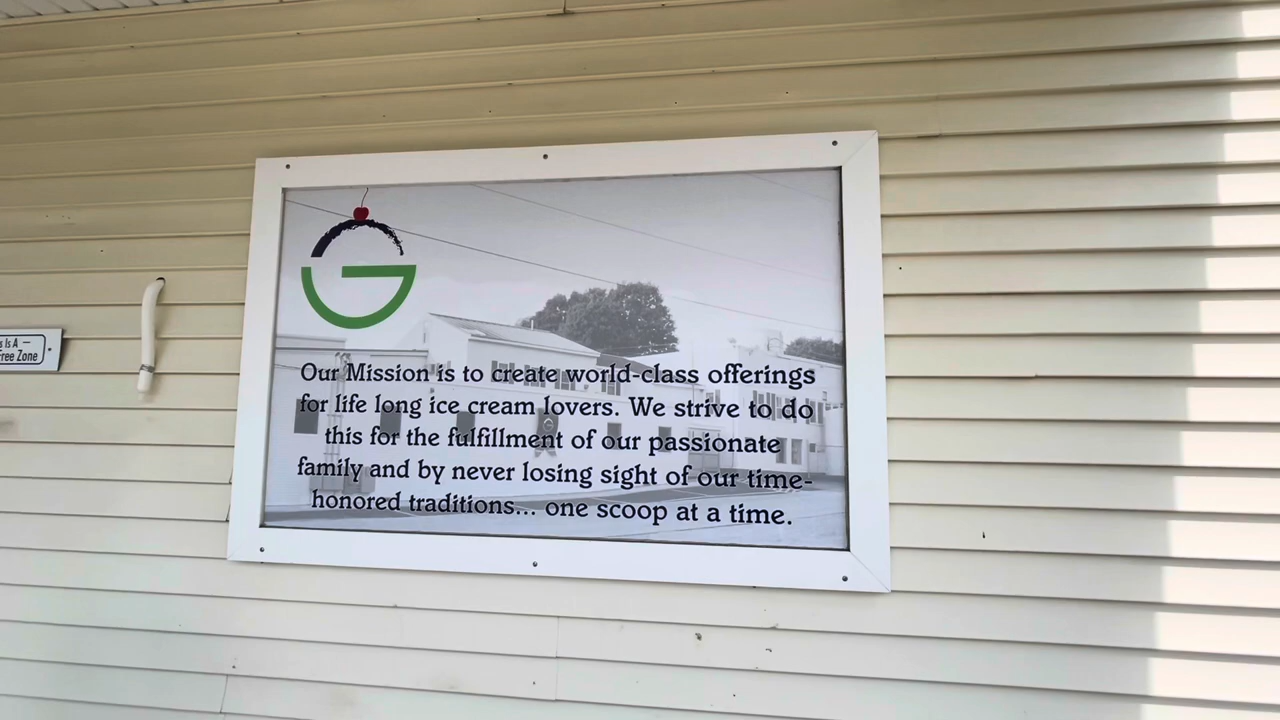 Our Mission is to create world-class offerings
for life long ice cream lovers. We strive to do
this for the fulfillment of our passionate
family and by never losing sight of our time-
honored traditions... one scoop at a time.
s Is A
Free Zone
G